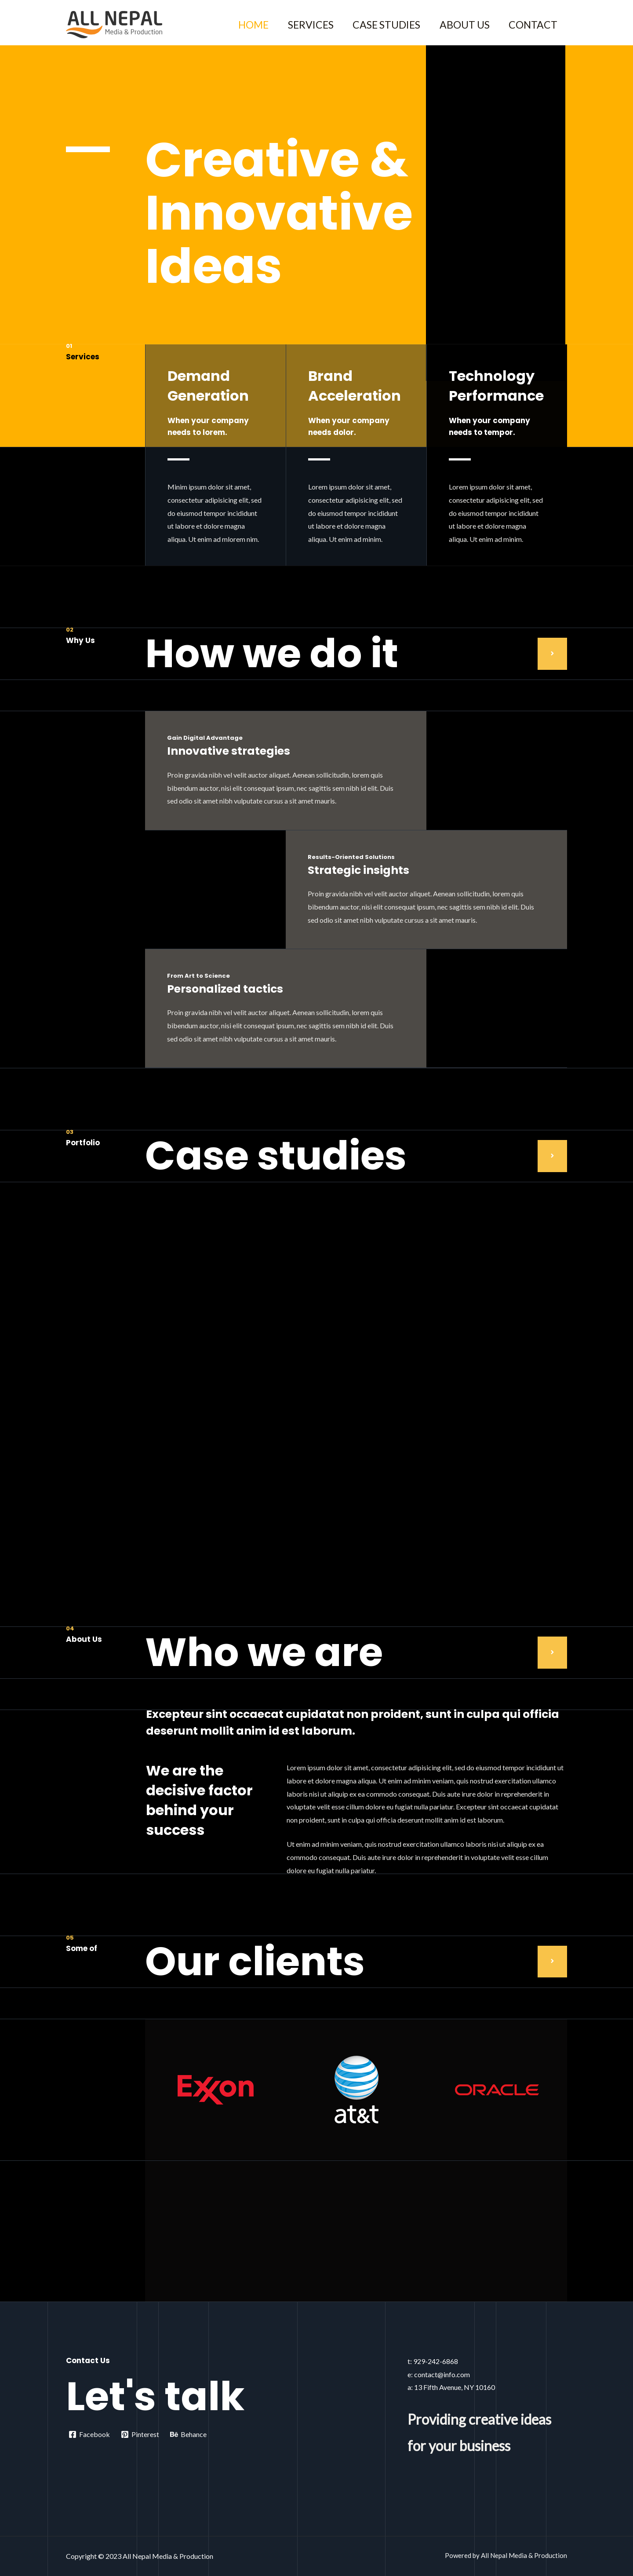 ALL NEPAL
Media & Production
HOME SERVICES CASE STUDIES ABOUT US CONTACT
Creative &
Innovative
Ideas
01
Services
Demand
Generation
When your company
needs to lorem.
Minim ipsum dolor sit amet,
consectetur adipisicing elit, sed
do eiusmod tempor incididunt
ut labore et dolore magna
aliqua. Ut enim ad mlorem nim.
Brand
Acceleration
When your company
needs dolor.
Lorem ipsum dolor sit amet,
consectetur adipisicing elit, sed
do eiusmod tempor incididunt
ut labore et dolore magna
aliqua. Ut enim ad minim.
Technology
Performance
When your company
needs to tempor.
Lorem ipsum dolor sit amet,
consectetur adipisicing elit, sed
do eiusmod tempor incididunt
ut labore et dolore magna
aliqua. Ut enim ad minim.
02
Why Us
How we do it
Gain Digital Advantage
Innovative strategies
Proin gravida nibh vel velit auctor aliquet. Aenean sollicitudin, lorem quis
bibendum auctor, nisi elit consequat ipsum, nec sagittis sem nibh id elit. Duis
sed odio sit amet nibh vulputate cursus a sit amet mauris.
Results-Oriented Solutions
Strategic insights
Proin gravida nibh vel velit auctor aliquet. Aenean sollicitudin, lorem quis
bibendum auctor, nisi elit consequat ipsum, nec sagittis sem nibh id elit. Duis
sed odio sit amet nibh vulputate cursus a sit amet mauris.
From Art to Science
Personalized tactics
Proin gravida nibh vel velit auctor aliquet. Aenean sollicitudin, lorem quis
bibendum auctor, nisi elit consequat ipsum, nec sagittis sem nibh id elit. Duis
sed odio sit amet nibh vulputate cursus a sit amet mauris.
03
Portfolio
Case studies
04
About Us
Who we are
Excepteur sint occaecat cupidatat non proident, sunt in culpa qui officia
deserunt mollit anim id est laborum.
We are the
decisive factor
behind your
success
Lorem ipsum dolor sit amet, consectetur adipisicing elit, sed do eiusmod tempor incididunt ut
labore et dolore magna aliqua. Ut enim ad minim veniam, quis nostrud exercitation ullamco
laboris nisi ut aliquip ex ea commodo consequat. Duis aute irure dolor in reprehenderit in
voluptate velit esse cillum dolore eu fugiat nulla pariatur. Excepteur sint occaecat cupidatat
non proident, sunt in culpa qui officia deserunt mollit anim id est laborum.
Ut enim ad minim veniam, quis nostrud exercitation ullamco laboris nisi ut aliquip ex ea
commodo consequat. Duis aute irure dolor in reprehenderit in voluptate velit esse cillum
dolore eu fugiat nulla pariatur.
05
Some of
Our clients
Exxon
at&t
ORACLE
Contact Us
Let's talk
Facebook Pinterest Bē Behance
t: 929-242-6868
e: contact@info.com
a: 13 Fifth Avenue, NY 10160
Providing creative ideas
for your business
Copyright © 2023 All Nepal Media & Production
Powered by All Nepal Media & Production